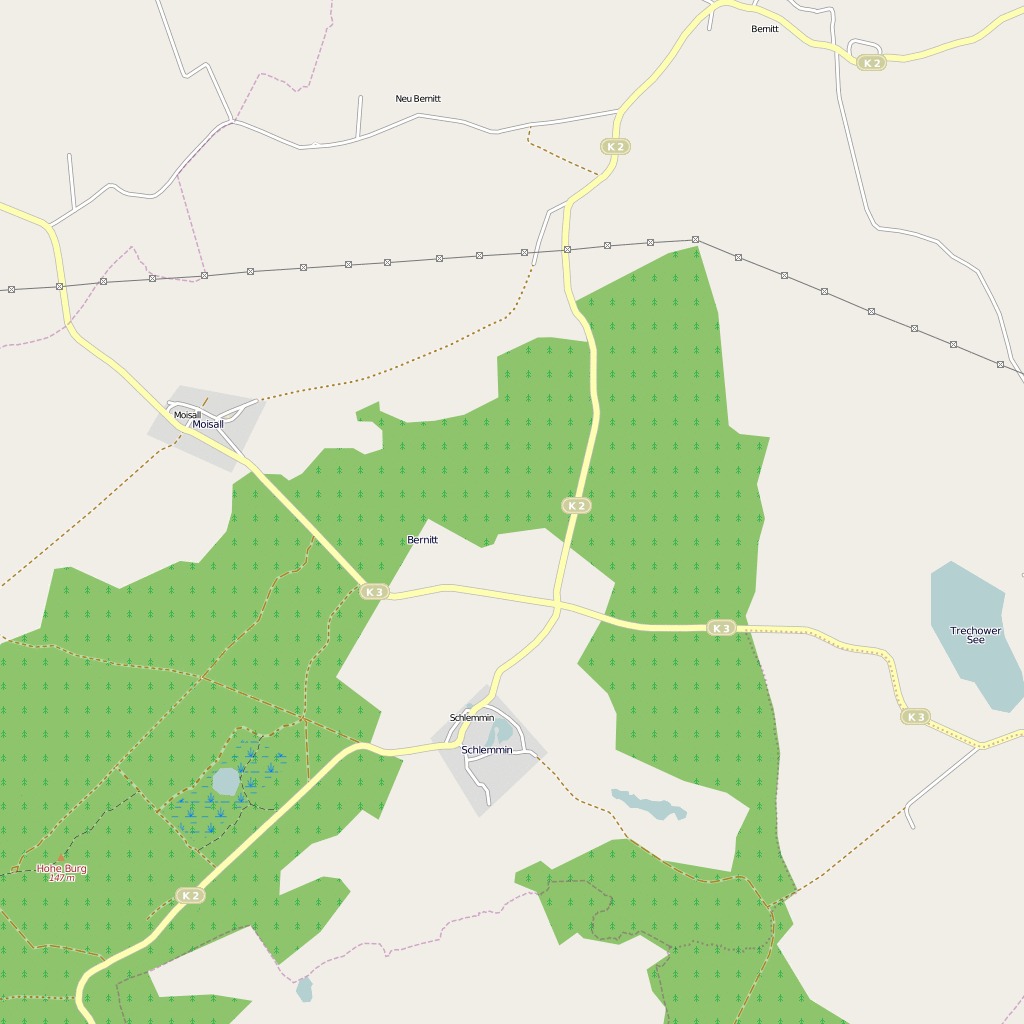 Bernitt
K 2
Neu Bernitt
K 2
Moisall
Moisall
K 2
Bernitt
K 3
K 3
Trechower
See
Schlemmin
K 3
Schlemmin
Hohe Burg
147 m
K 2